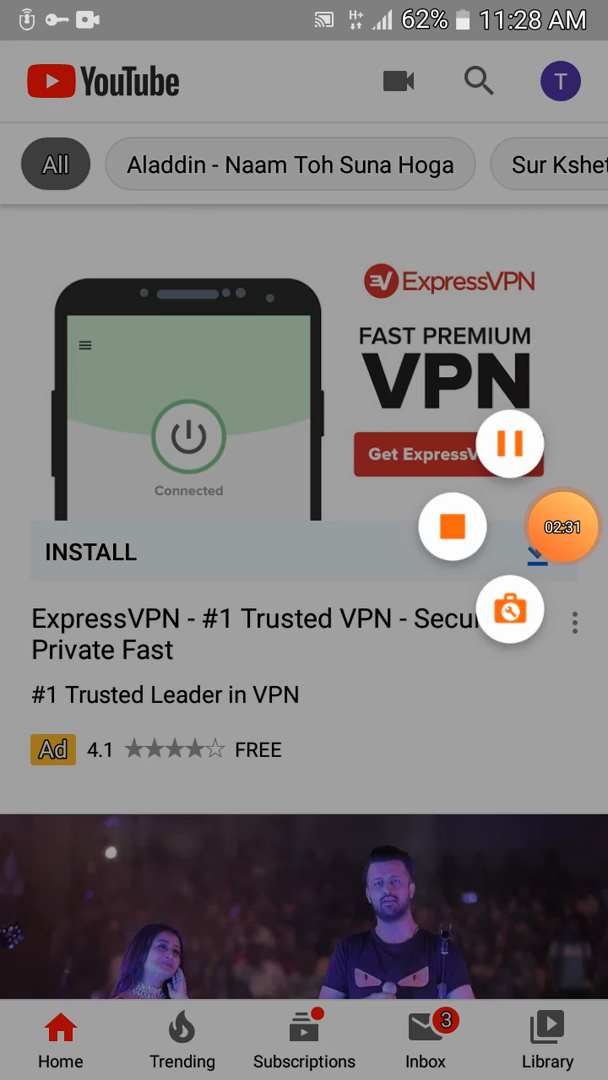 H+ 62% 11:28 AM
YouTube T
All Aladdin - Naam Toh Suna Hoga Sur Kshet
ExpressVPN
FAST PREMIUM
VPN
Get ExpressV
Connected
02:31
INSTALL
ExpressVPN - #1 Trusted VPN - Secu
Private Fast
#1 Trusted Leader in VPN
Ad 4.1 FREE
3
Home Trending Subscriptions Inbox Library